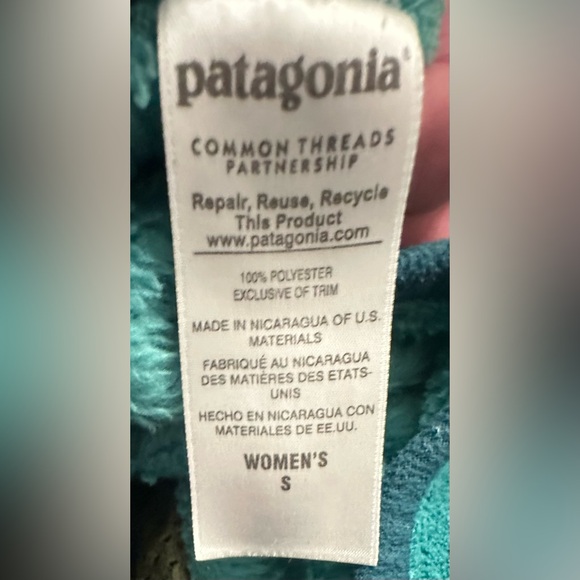 patagonia®
COMMON THREADS
PARTNERSHIP
Repair, Reuse, Recycle
This Product
www.patagonia.com
100% POLYESTER
EXCLUSIVE OF TRIM
MADE IN NICARAGUA OF U.S.
MATERIALS
FABRIQUÉ AU NICARAGUA
DES MATIÈRES DES ETATS-
UNIS
HECHO EN NICARAGUA CON
MATERIALES DE EE.UU.
WOMEN'S
S